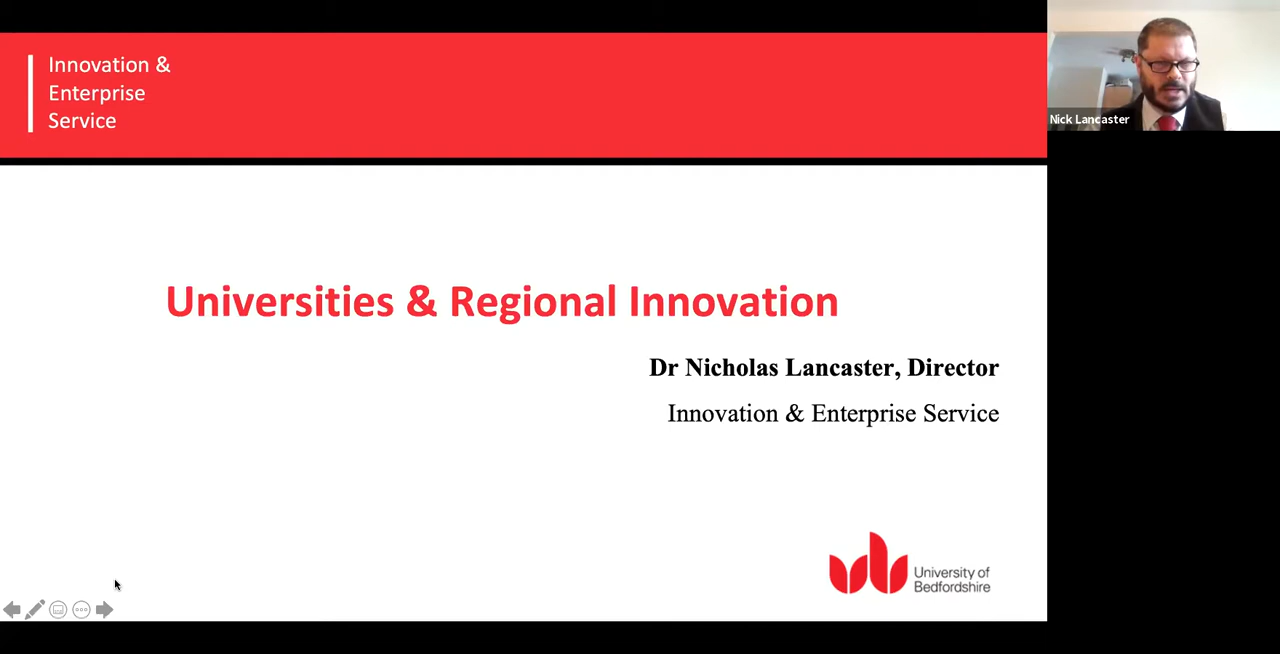 Innovation &
Enterprise
Service
Nick Lancaster
Universities & Regional Innovation
Dr Nicholas Lancaster, Director
Innovation & Enterprise Service
University of
Bedfordshire